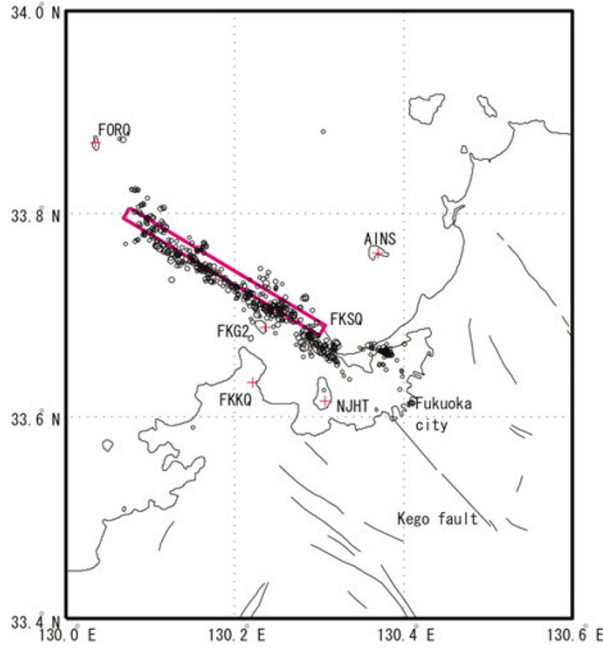 34.0°N
FORQ
33.8°N
AINS
FKSQ
FKG2
FKKQ
NJHT
Fukuoka
city
33.6°N
Kego fault
33.4°N
130.0°E
130.2°E
130.4°E
130.6°E